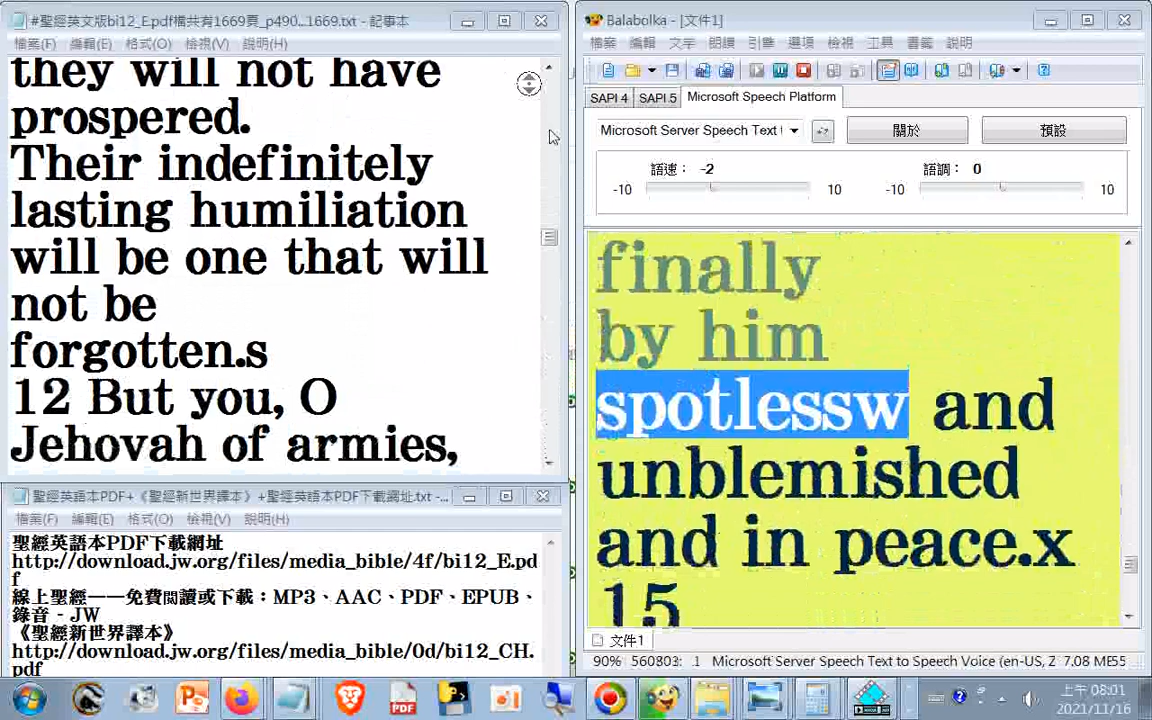 #聖經英文版bi12_E.pdf檔共有1669頁_p490...1669.txt - 記事本
檔案(F) 編輯(E) 格式(O) 檢視(V) 說明(H)
they will not have
prospered.
Their indefinitely
lasting humiliation
will be one that will
not be
forgotten.s
12 But you, O
Jehovah of armies,
聖經英語本PDF+《聖經新世界譯本》+聖經英語本PDF下載網址.txt -...
檔案(F) 編輯(E) 格式(O) 檢視(V) 說明(H)
聖經英語本PDF下載網址
http://download.jw.org/files/media_bible/4f/bi12_E.pd
f
線上聖經——免費閱讀或下載：MP3、AAC、PDF、EPUB、
錄音 - JW
《聖經新世界譯本》
http://download.jw.org/files/media_bible/0d/bi12_CH.
pdf
Balabolka - [文件1]
檔案 編輯 文字 朗讀 引擎 選項 檢視 工具 書籤 說明
SAPI 4 SAPI 5 Microsoft Speech Platform
Microsoft Server Speech Text 關於 預設
語速： -2 語調： 0
-10 10 -10 10
finally
by him
spotlessw and
unblemished
and in peace.x
15
文件1
90% 560803: 1 Microsoft Server Speech Text to Speech Voice (en-US, Z 7.08 ME55
上午 08:01
2021/11/16